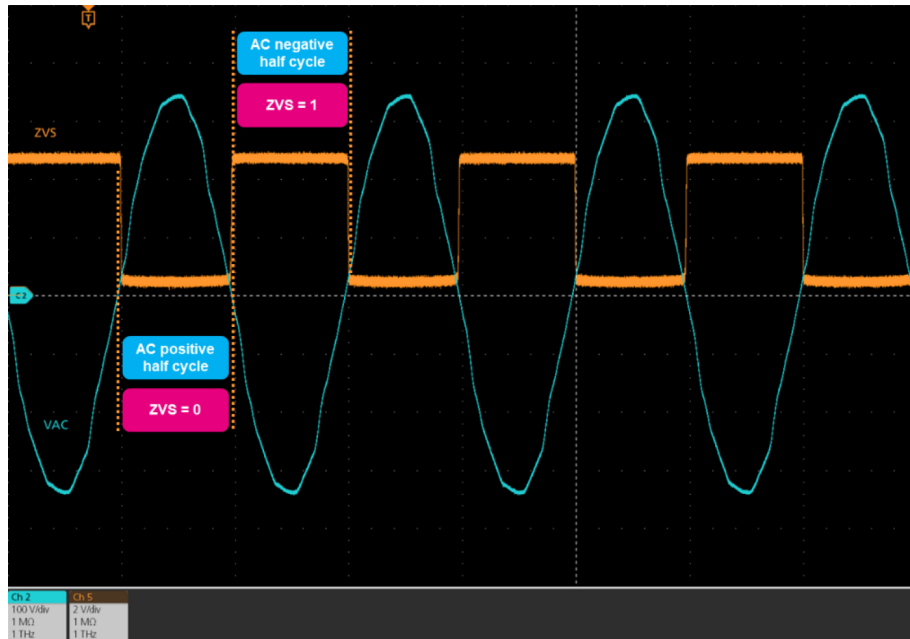 T
AC negative
half cycle
ZVS = 1
ZVS
C2
AC positive
half cycle
ZVS = 0
VAC
Ch 2
100 V/div
1 MΩ
1 THz
Ch 5
2 V/div
1 MΩ
1 THz